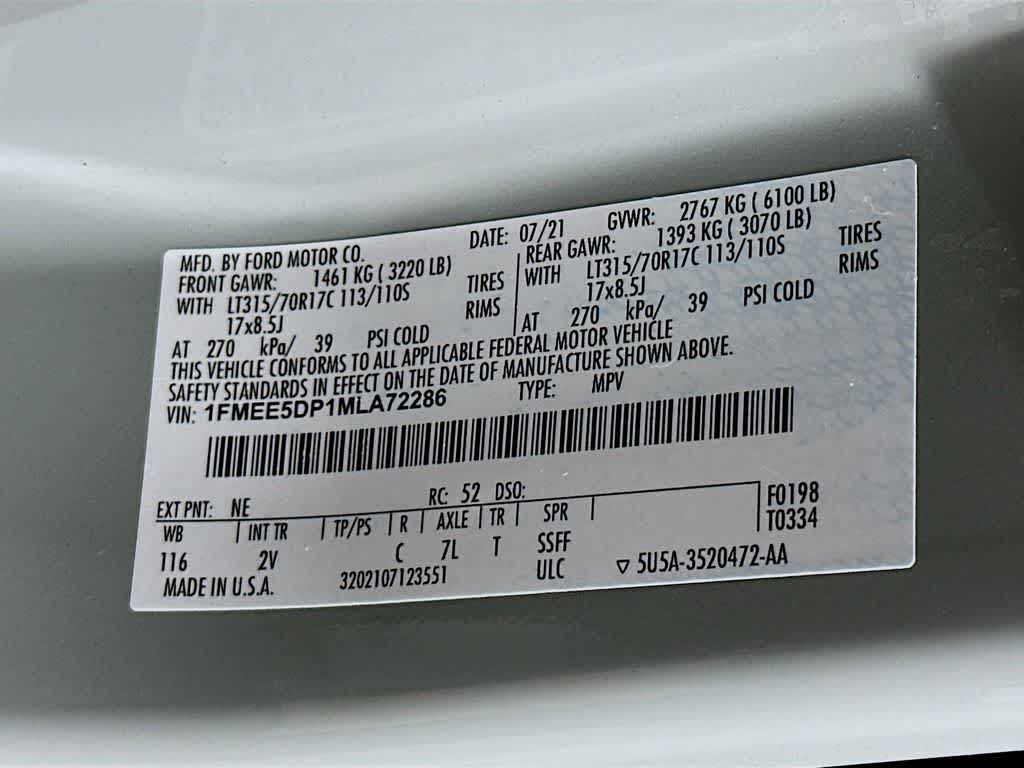 MFD. BY FORD MOTOR CO. DATE: 07/21 GVWR: 2767 KG ( 6100 LB)
FRONT GAWR: 1461 KG ( 3220 LB) REAR GAWR: 1393 KG ( 3070 LB)
WITH LT315/70R17C 113/110S TIRES WITH LT315/70R17C 113/110S TIRES
17x8.5J RIMS 17x8.5J RIMS
AT 270 kPa/ 39 PSI COLD AT 270 kPa/ 39 PSI COLD
THIS VEHICLE CONFORMS TO ALL APPLICABLE FEDERAL MOTOR VEHICLE
SAFETY STANDARDS IN EFFECT ON THE DATE OF MANUFACTURE SHOWN ABOVE.
VIN: 1FMEE5DP1MLA72286 TYPE: MPV
EXT PNT: NE RC: 52 DSO: F0198
WB INT TR TP/PS R AXLE TR SPR T0334
116 2V C 7L T SSFF
MADE IN U.S.A. 3202107123551 ULC ▽ 5U5A-3520472-AA